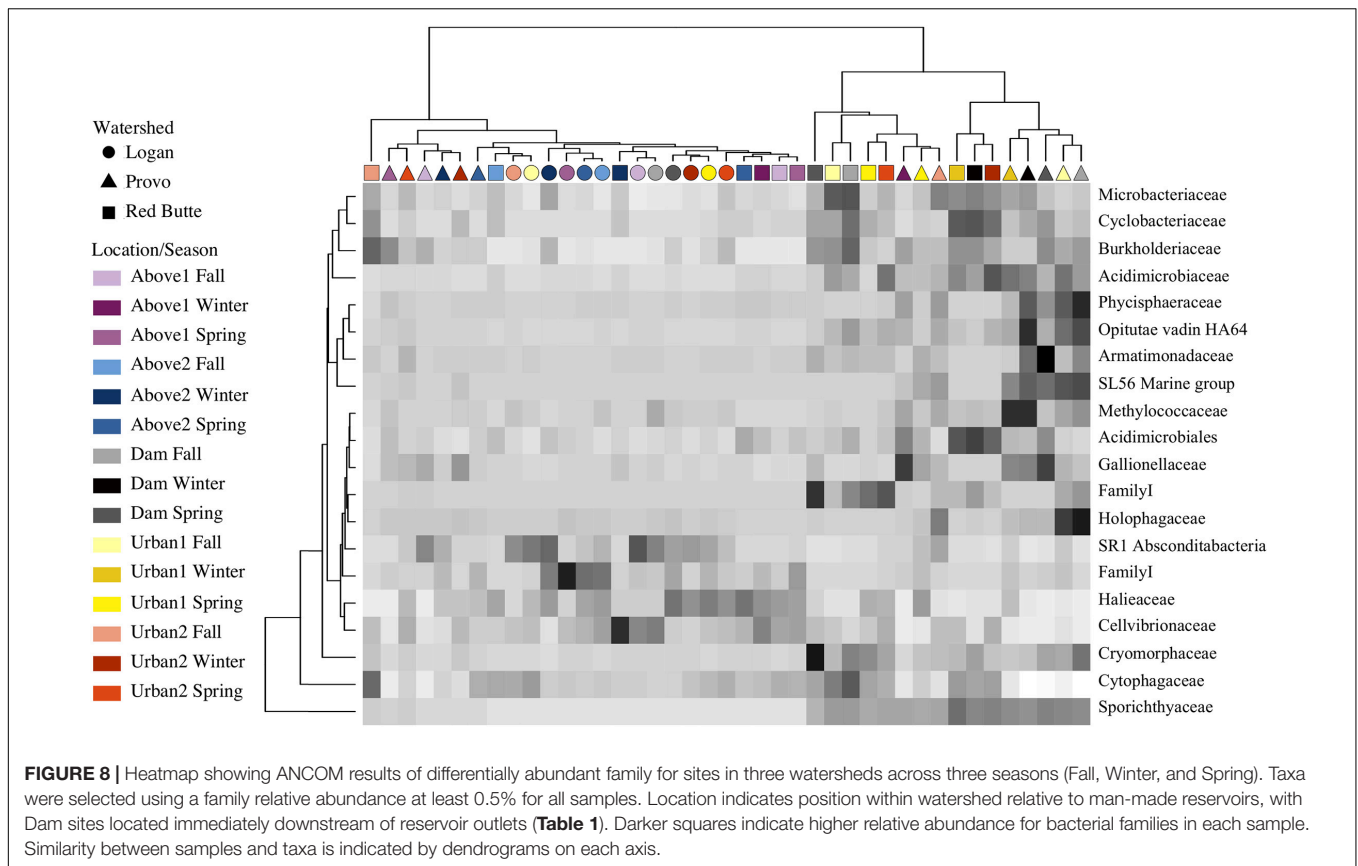 Watershed
Logan
Provo
Red Butte
Location/Season
Above1 Fall
Above1 Winter
Above1 Spring
Above2 Fall
Above2 Winter
Above2 Spring
Dam Fall
Dam Winter
Dam Spring
Urban1 Fall
Urban1 Winter
Urban1 Spring
Urban2 Fall
Urban2 Winter
Urban2 Spring
Microbacteriaceae
Cyclobacteriaceae
Burkholderiaceae
Acidimicrobiaceae
Phycisphaeraceae
Opitutae vadin HA64
Armatimonadaceae
SL56 Marine group
Methylococcaceae
Acidimicrobiales
Gallionellaceae
FamilyI
Holophagaceae
SR1 Absconditabacteria
FamilyI
Halieaceae
Cellvibrionaceae
Cryomorphaceae
Cytophagaceae
Sporichthyaceae
FIGURE 8 | Heatmap showing ANCOM results of differentially abundant family for sites in three watersheds across three seasons (Fall, Winter, and Spring). Taxa
were selected using a family relative abundance at least 0.5% for all samples. Location indicates position within watershed relative to man-made reservoirs, with
Dam sites located immediately downstream of reservoir outlets (Table 1). Darker squares indicate higher relative abundance for bacterial families in each sample.
Similarity between samples and taxa is indicated by dendrograms on each axis.